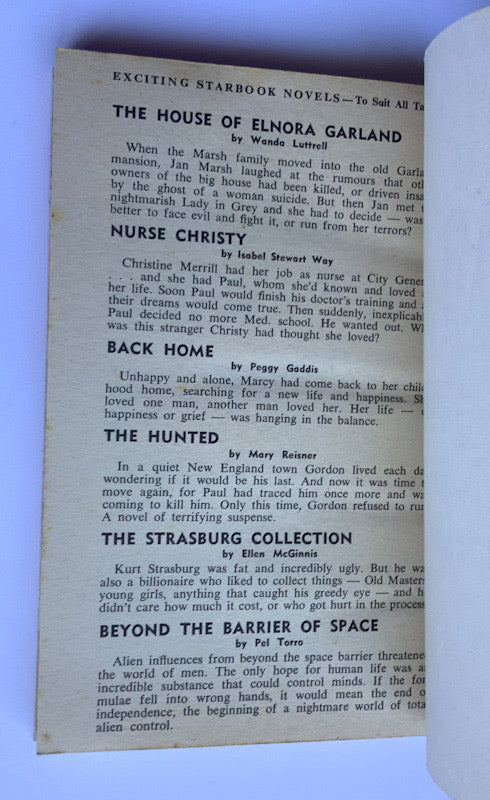 EXCITING STARBOOK NOVELS—To Suit All Ta
THE HOUSE OF ELNORA GARLAND
by Wanda Luttrell
When the Marsh family moved into the old Garla
mansion, Jan Marsh laughed at the rumours that oth
owners of the big house had been killed, or driven insa
by the ghost of a woman suicide. But then Jan met t
nightmarish Lady in Grey and she had to decide — was
better to face evil and fight it, or run from her terrors?
NURSE CHRISTY
by Isabel Stewart Way
Christine Merrill had her job as nurse at City Gener
. . . and she had Paul, whom she'd known and loved
her life. Soon Paul would finish his doctor's training and
their dreams would come true. Then suddenly, inexplicab
Paul decided no more Med. school. He wanted out. W
was this stranger Christy had thought she loved?
BACK HOME
by Peggy Gaddis
Unhappy and alone, Marcy had come back to her child
hood home, searching for a new life and happiness. Sh
loved one man, another man loved her. Her life —
happiness or grief — was hanging in the balance.
THE HUNTED
by Mary Reisner
In a quiet New England town Gordon lived each da
wondering if it would be his last. And now it was time t
move again, for Paul had traced him once more and wa
coming to kill him. Only this time, Gordon refused to run
A novel of terrifying suspense.
THE STRASBURG COLLECTION
by Ellen McGinnis
Kurt Strasburg was fat and incredibly ugly. But he wa
also a billionaire who liked to collect things — Old Masters
young girls, anything that caught his greedy eye — and h
didn't care how much it cost, or who got hurt in the process
BEYOND THE BARRIER OF SPACE
by Pel Torro
Alien influences from beyond the space barrier threatene
the world of men. The only hope for human life was a
incredible substance that could control minds. If the for
mulae fell into wrong hands, it would mean the end o
independence, the beginning of a nightmare world of tota
alien control.